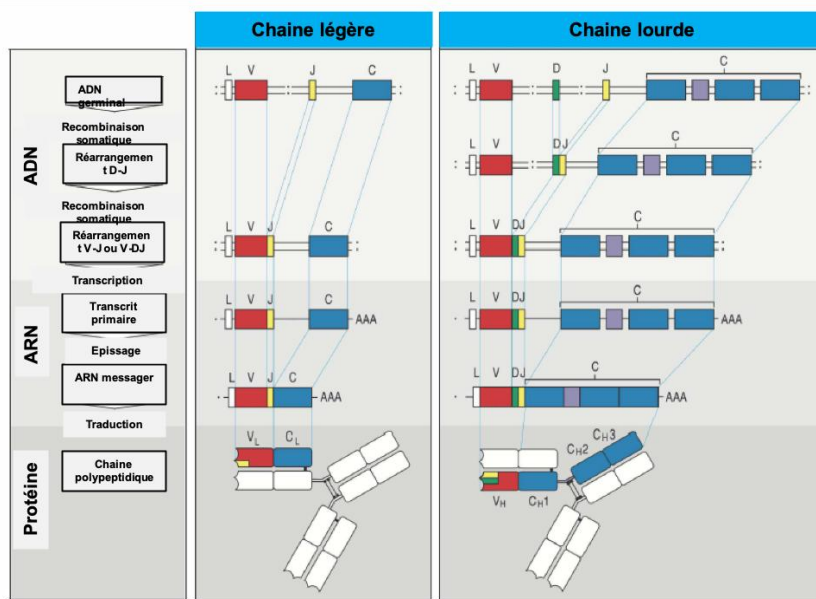 Chaine légère
Chaine lourde
ADN
ADN
germinal
Recombinaison
somatique
Réarrangemen
t D-J
Recombinaison
somatique
Réarrangemen
t V-J ou V-DJ
Transcription
ARN
Transcrit
primaire
Epissage
ARN messager
Traduction
Protéine
Chaine
polypeptidique
L V J C
L V J C
L V J C
AAA
L V J C
AAA
VL CL
L V D J C
L V DJ C
L V DJ C
L V DJ C
AAA
L V DJ C
AAA
CH2 CH3
VH CH1